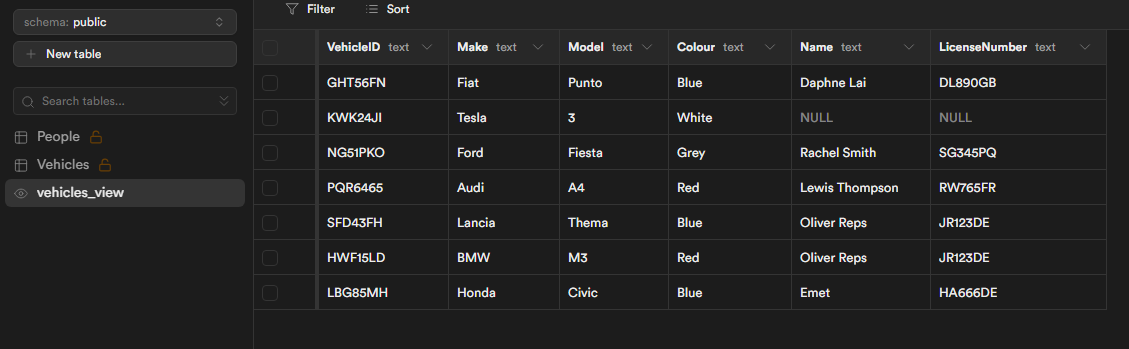 schema: public
New table
Search tables...
People
Vehicles
vehicles_view
Filter Sort
VehicleID text Make text Model text Colour text Name text LicenseNumber text
GHT56FN Fiat Punto Blue Daphne Lai DL890GB
KWK24JI Tesla 3 White NULL NULL
NG51PKO Ford Fiesta Grey Rachel Smith SG345PQ
PQR6465 Audi A4 Red Lewis Thompson RW765FR
SFD43FH Lancia Thema Blue Oliver Reps JR123DE
HWF15LD BMW M3 Red Oliver Reps JR123DE
LBG85MH Honda Civic Blue Emet HA666DE